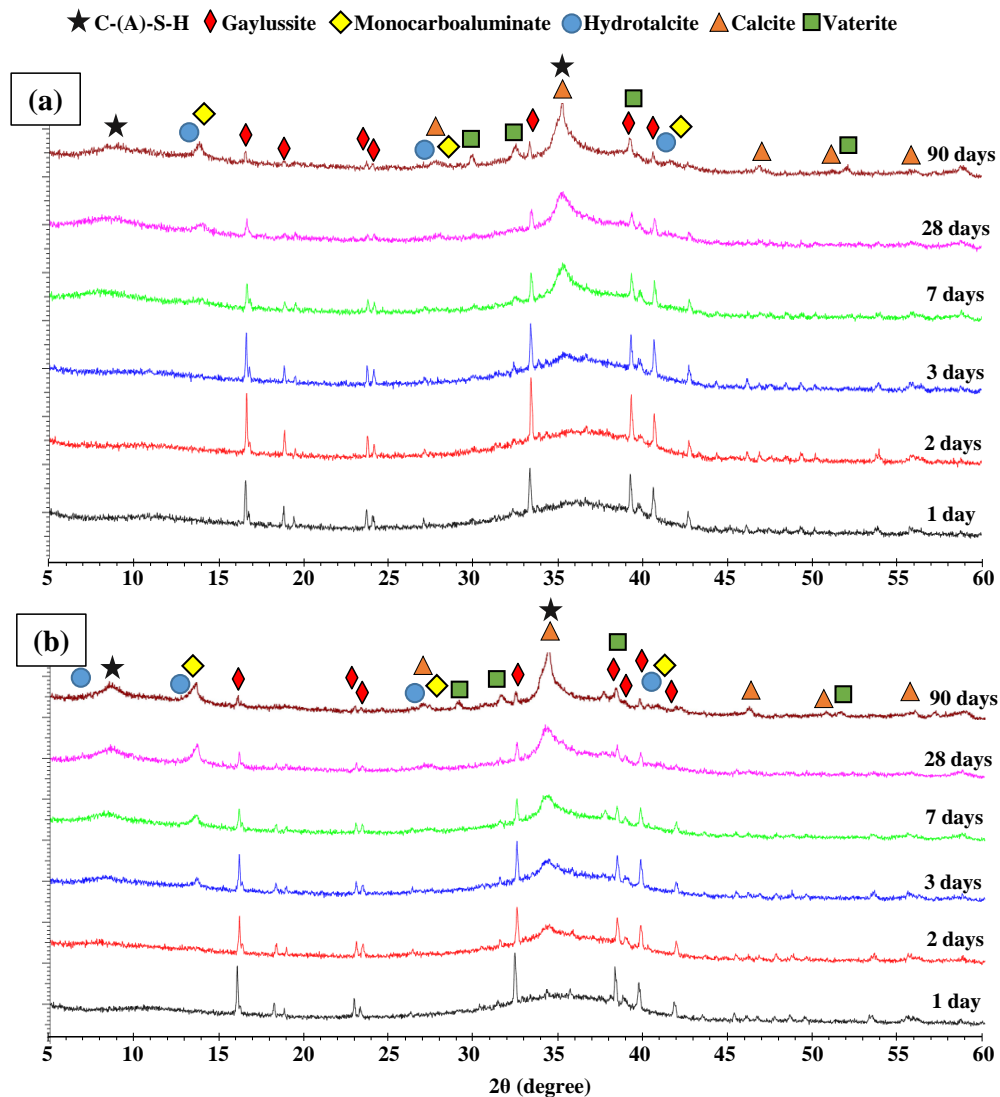 C-(A)-S-H Gaylussite Monocarboaluminate Hydrotalcite Calcite Vaterite
(a)
90 days
28 days
7 days
3 days
2 days
1 day
5 10 15 20 25 30 35 40 45 50 55 60
(b)
90 days
28 days
7 days
3 days
2 days
1 day
5 10 15 20 25 30 35 40 45 50 55 60
2θ (degree)